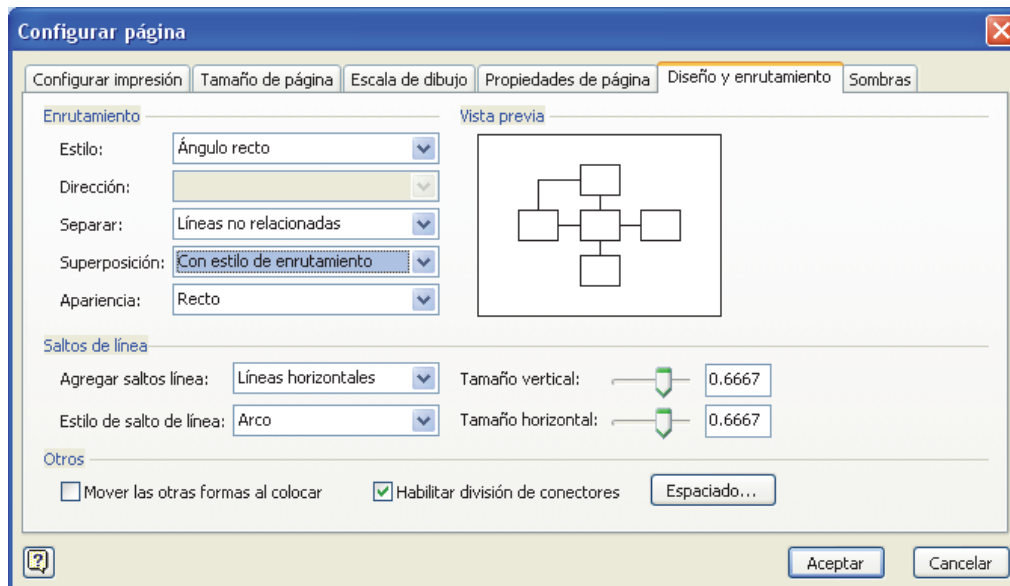 Configurar página
Configurar impresión Tamaño de página Escala de dibujo Propiedades de página Diseño y enrutamiento Sombras
Enrutamiento Vista previa
Estilo: Ángulo recto
Dirección:
Separar: Líneas no relacionadas
Superposición: Con estilo de enrutamiento
Apariencia: Recto
Saltos de línea
Agregar saltos línea: Líneas horizontales Tamaño vertical: 0.6667
Estilo de salto de línea: Arco Tamaño horizontal: 0.6667
Otros
Mover las otras formas al colocar Habilitar división de conectores Espaciado...
Aceptar Cancelar